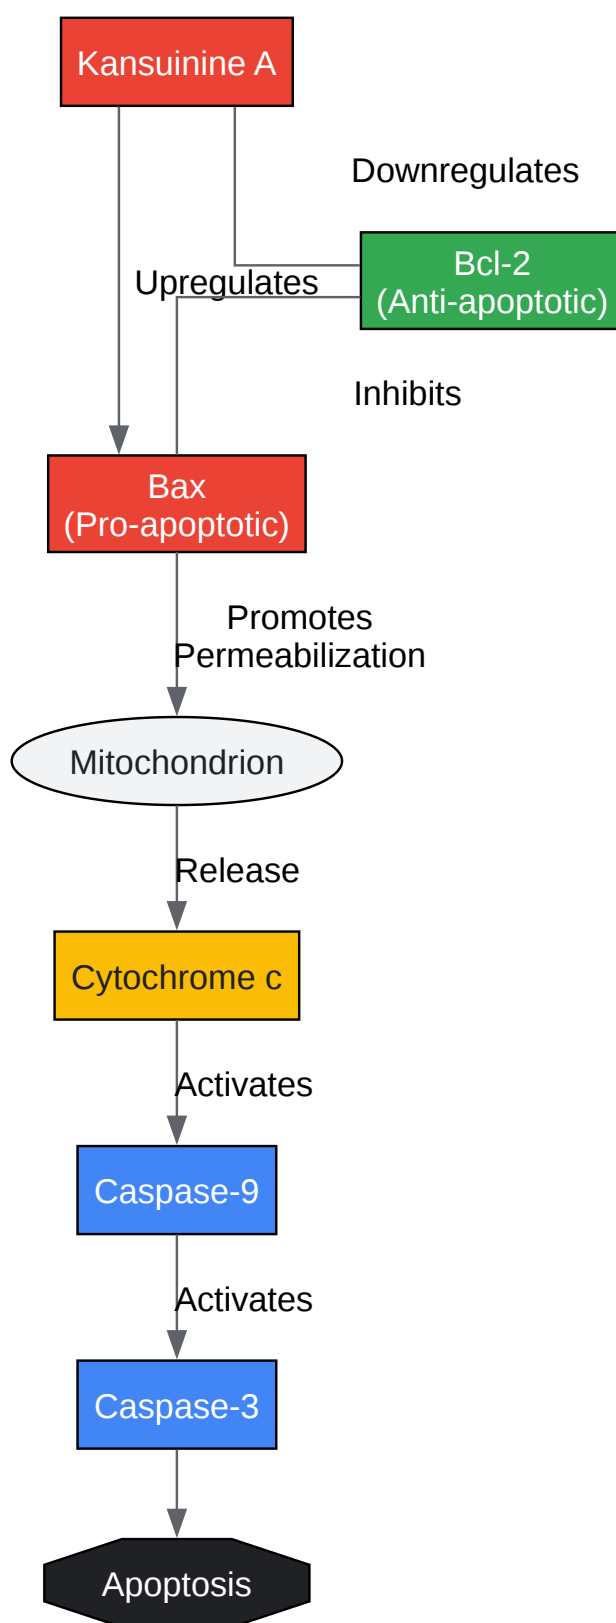 Kansuinine A
Downregulates
Bcl-2
(Anti-apoptotic)
Upregulates
Inhibits
Bax
(Pro-apoptotic)
Promotes
Permeabilization
Mitochondrion
Release
Cytochrome c
Activates
Caspase-9
Activates
Caspase-3
Apoptosis